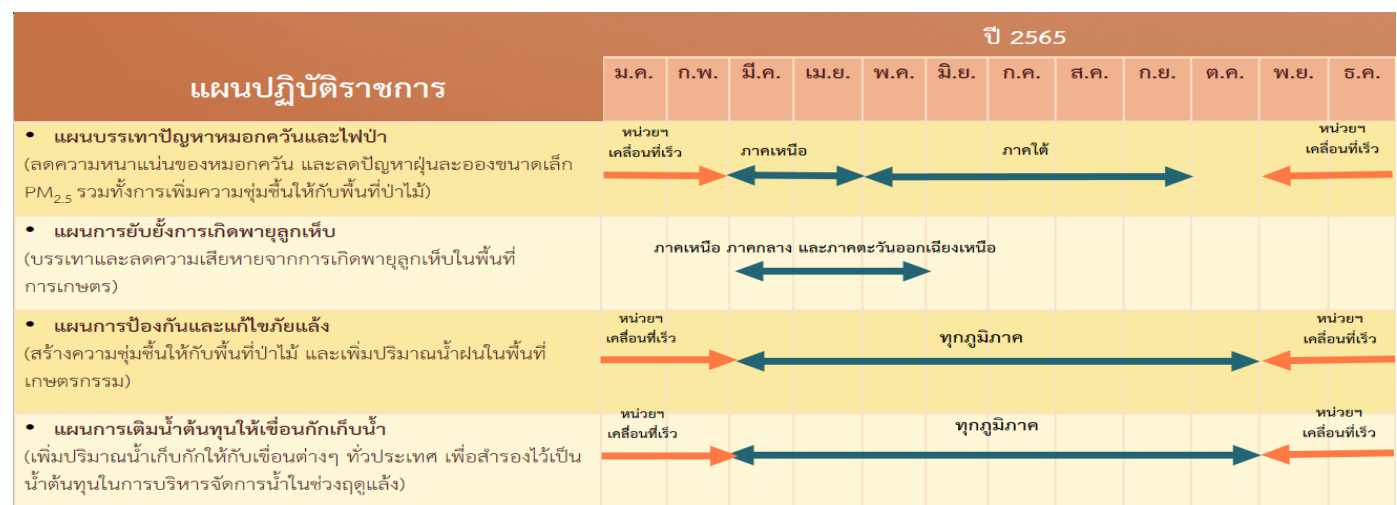 ปี 2565
แผนปฏิบัติราชการ
ม.ค. ก.พ. มี.ค. เม.ย. พ.ค. มิ.ย. ก.ค. ส.ค. ก.ย. ต.ค. พ.ย. ธ.ค.
• แผนบรรเทาปัญหาหมอกควันและไฟป่า
(ลดความหนาแน่นของหมอกควัน และลดปัญหาฝุ่นละอองขนาดเล็ก
PM2.5 รวมทั้งการเพิ่มความชุ่มชื้นให้กับพื้นที่ป่าไม้)
หน่วยฯ
เคลื่อนที่เร็ว
ภาคเหนือ
ภาคใต้
หน่วยฯ
เคลื่อนที่เร็ว
• แผนการยับยั้งการเกิดพายุลูกเห็บ
(บรรเทาและลดความเสียหายจากการเกิดพายุลูกเห็บในพื้นที่
การเกษตร)
ภาคเหนือ ภาคกลาง และภาคตะวันออกเฉียงเหนือ
• แผนการป้องกันและแก้ไขภัยแล้ง
(สร้างความชุ่มชื้นให้กับพื้นที่ป่าไม้ และเพิ่มปริมาณน้ำฝนในพื้นที่
เกษตรกรรม)
หน่วยฯ
เคลื่อนที่เร็ว
ทุกภูมิภาค
หน่วยฯ
เคลื่อนที่เร็ว
• แผนการเติมน้ำต้นทุนให้เขื่อนกักเก็บน้ำ
(เพิ่มปริมาณน้ำเก็บกักให้กับเขื่อนต่างๆ ทั่วประเทศ เพื่อสำรองไว้เป็น
น้ำต้นทุนในการบริหารจัดการน้ำในช่วงฤดูแล้ง)
หน่วยฯ
เคลื่อนที่เร็ว
ทุกภูมิภาค
หน่วยฯ
เคลื่อนที่เร็ว